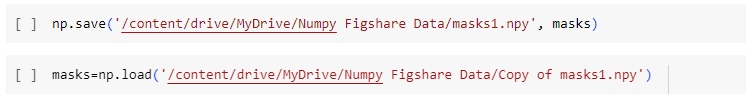 [ ] np.save('/content/drive/MyDrive/Numpy Figshare Data/masks1.npy', masks)
[ ] masks=np.load('/content/drive/MyDrive/Numpy Figshare Data/Copy of masks1.npy')